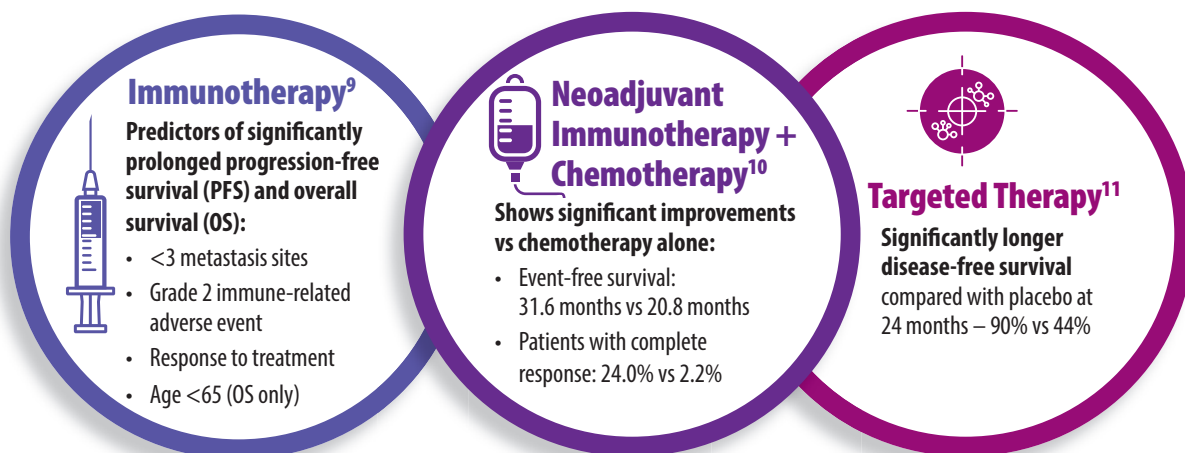 Immunotherapy⁹
Predictors of significantly
prolonged progression-free
survival (PFS) and overall
survival (OS):
• <3 metastasis sites
• Grade 2 immune-related
adverse event
• Response to treatment
• Age <65 (OS only)
Neoadjuvant
Immunotherapy +
Chemotherapy¹⁰
Shows significant improvements
vs chemotherapy alone:
• Event-free survival:
31.6 months vs 20.8 months
• Patients with complete
response: 24.0% vs 2.2%
Targeted Therapy¹¹
Significantly longer
disease-free survival
compared with placebo at
24 months – 90% vs 44%